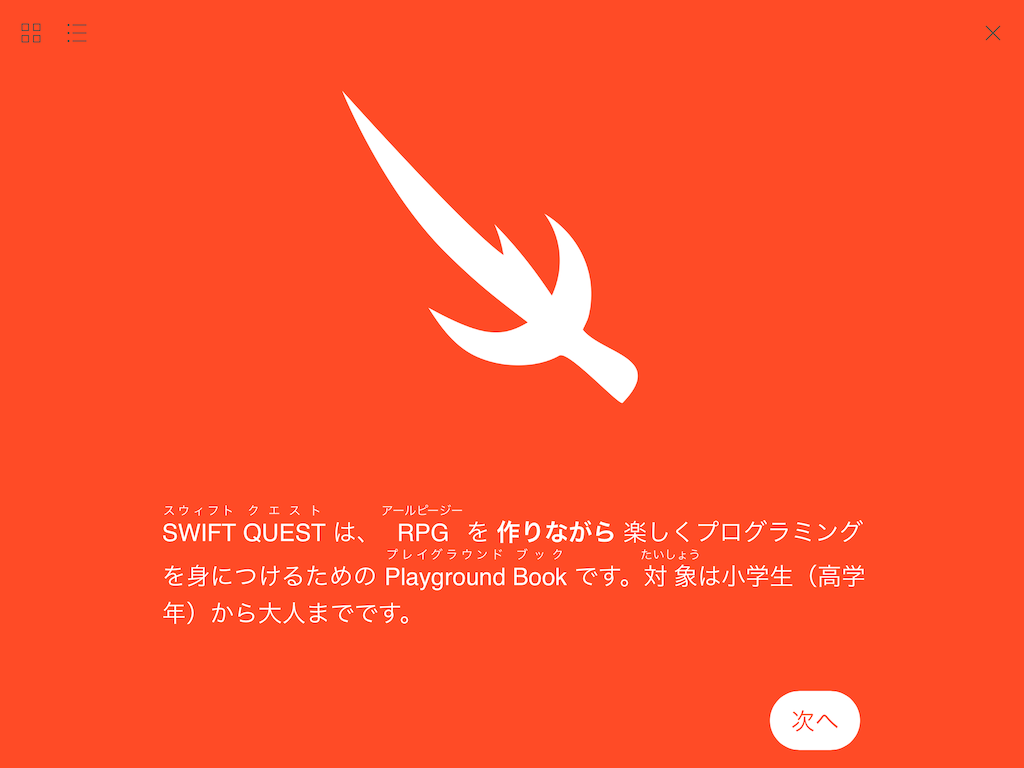 スウィフト クエスト アールピージー
SWIFT QUEST は、 RPG を 作りながら 楽しくプログラミング
プレイグラウンド ブック たいしょう
を身につけるための Playground Book です。対象は小学生（高学
年）から大人までです。
次へ